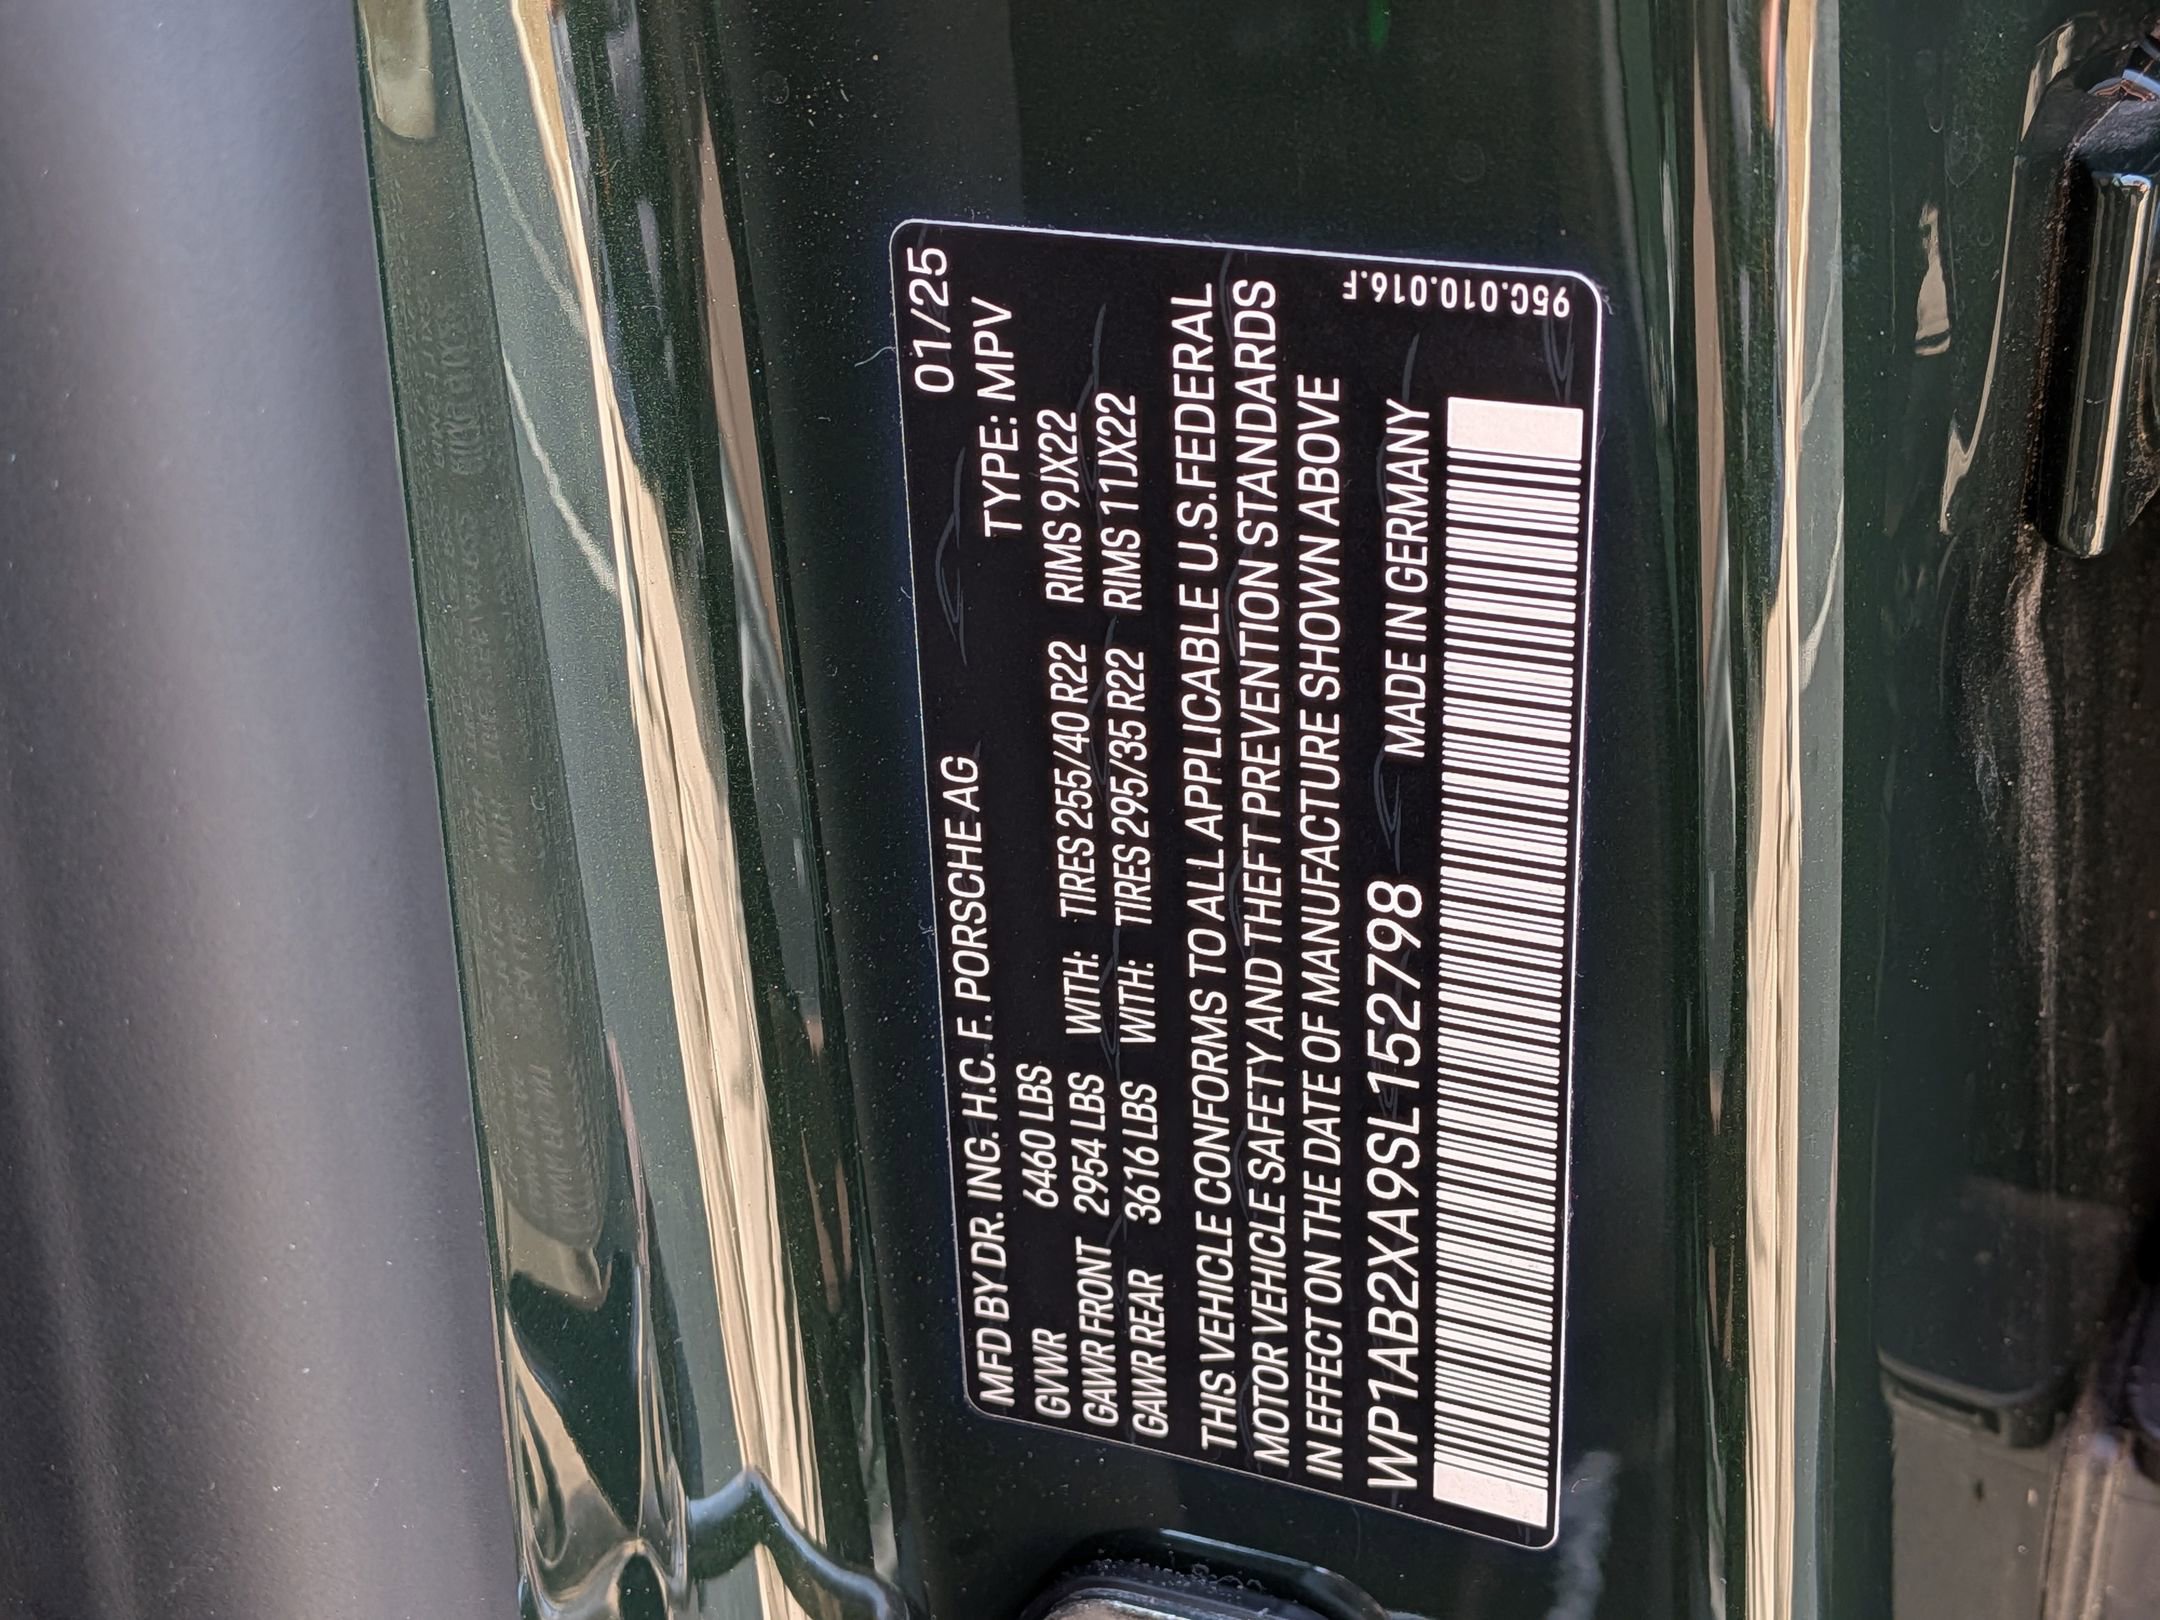 MFD BY DR. ING. H.C. F. PORSCHE AG 01/25
GVWR 6460 LBS TYPE: MPV
GAWR FRONT 2954 LBS WITH: TIRES 255/40 R22 RIMS 9JX22
GAWR REAR 3616 LBS WITH: TIRES 295/35 R22 RIMS 11JX22
THIS VEHICLE CONFORMS TO ALL APPLICABLE U.S.FEDERAL
MOTOR VEHICLE SAFETY AND THEFT PREVENTION STANDARDS
IN EFFECT ON THE DATE OF MANUFACTURE SHOWN ABOVE
WP1AB2XA9SL152798 MADE IN GERMANY
95C.010.016.F